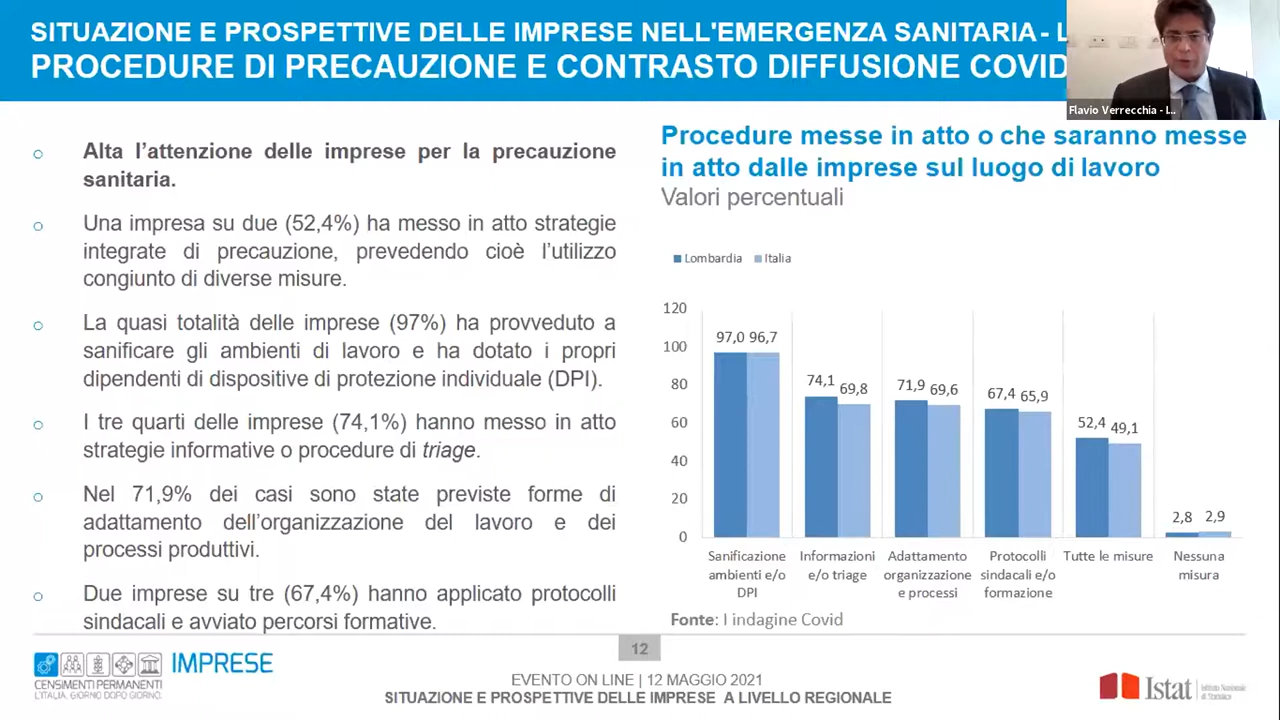 SITUAZIONE E PROSPETTIVE DELLE IMPRESE NELL'EMERGENZA SANITARIA - L
PROCEDURE DI PRECAUZIONE E CONTRASTO DIFFUSIONE COVID
Flavio Verrecchia - I...
Alta l'attenzione delle imprese per la precauzione
sanitaria.
Una impresa su due (52,4%) ha messo in atto strategie
integrate di precauzione, prevedendo cioè l'utilizzo
congiunto di diverse misure.
La quasi totalità delle imprese (97%) ha provveduto a
sanificare gli ambienti di lavoro e ha dotato i propri
dipendenti di dispositive di protezione individuale (DPI).
I tre quarti delle imprese (74,1%) hanno messo in atto
strategie informative o procedure di triage.
Nel 71,9% dei casi sono state previste forme di
adattamento dell'organizzazione del lavoro e dei
processi produttivi.
Due imprese su tre (67,4%) hanno applicato protocolli
sindacali e avviato percorsi formative.
Procedure messe in atto o che saranno messe
in atto dalle imprese sul luogo di lavoro
Valori percentuali
Lombardia Italia
120
100
80
60
40
20
0
97,0 96,7
74,1 69,8
71,9 69,6
67,4 65,9
52,4 49,1
2,8 2,9
Sanificazione
ambienti e/o
DPI
Informazioni
e/o triage
Adattamento
organizzazione
e processi
Protocolli
sindacali e/o
formazione
Tutte le misure
Nessuna
misura
Fonte: I indagine Covid
12
IMPRESE
CENSIMENTI PERMANENTI
L'ITALIA, GIORNO DOPO GIORNO.
EVENTO ON LINE | 12 MAGGIO 2021
SITUAZIONE E PROSPETTIVE DELLE IMPRESE A LIVELLO REGIONALE
Istat
Istituto Nazionale
di Statistica